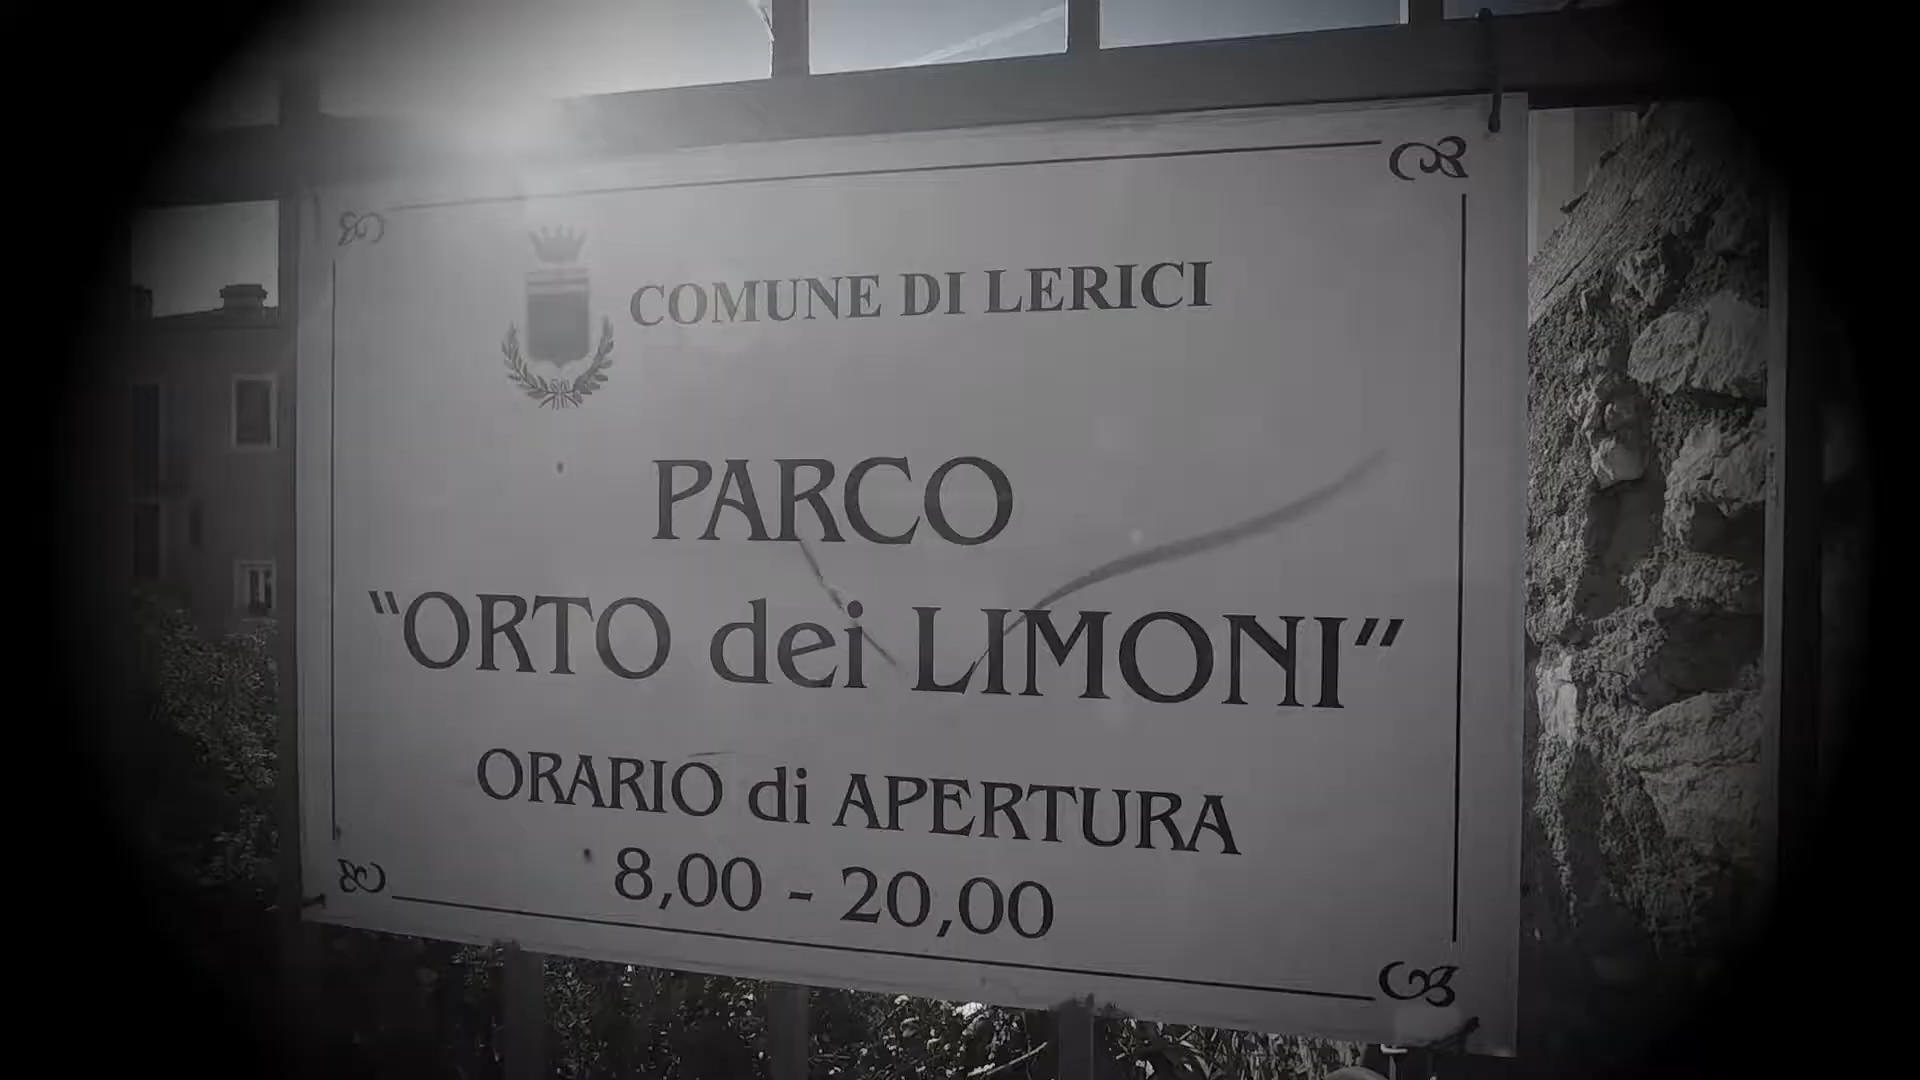 COMUNE DI LERICI
PARCO
"ORTO dei LIMONI"
ORARIO di APERTURA
8,00 - 20,00